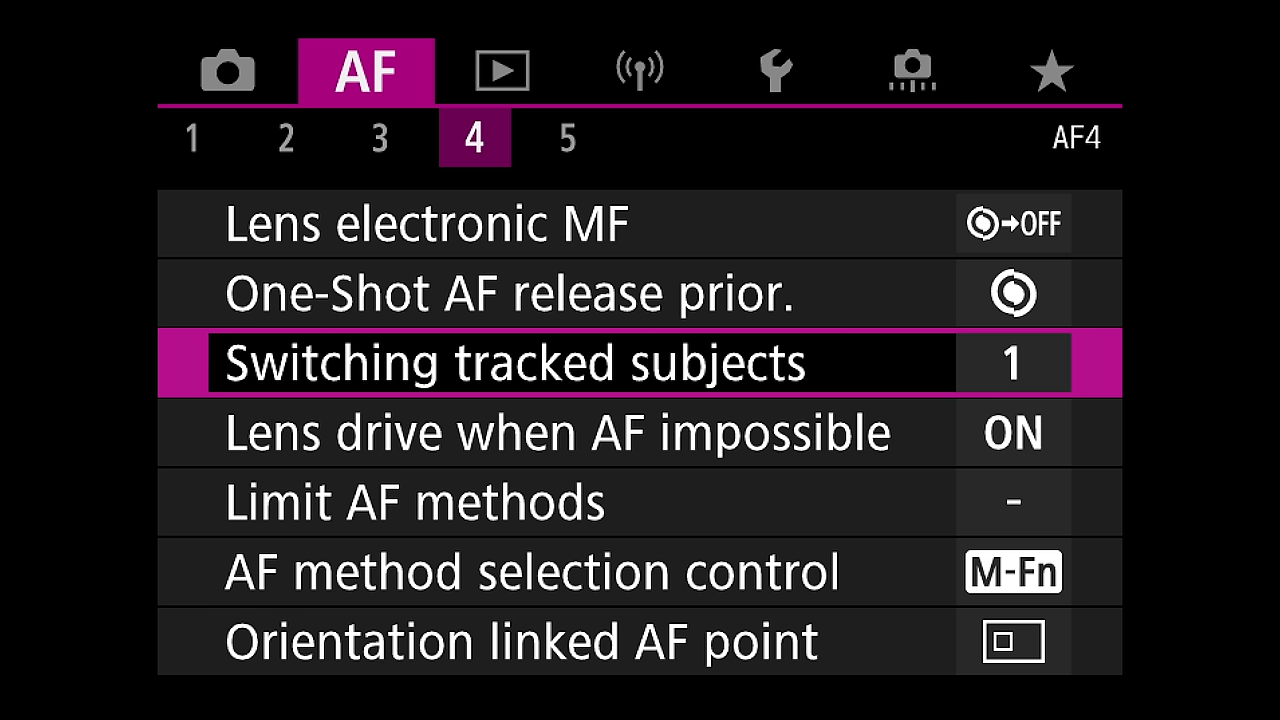 AF
1 2 3 4 5 AF4
Lens electronic MF →OFF
One-Shot AF release prior.
Switching tracked subjects 1
Lens drive when AF impossible ON
Limit AF methods -
AF method selection control M-Fn
Orientation linked AF point